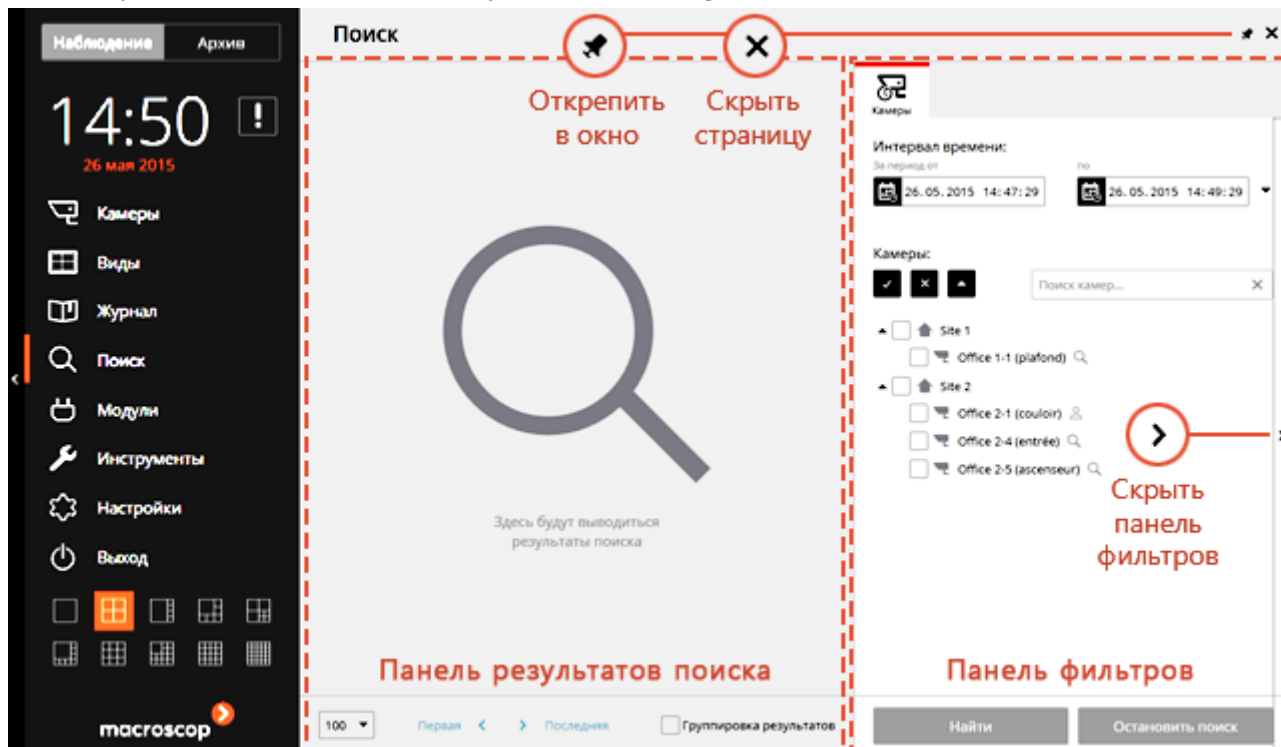 Наблюдение
Архив
Поиск
14:50
!
26 мая 2015
Открепить
в окно
Скрыть
страницу
Камеры
Интервал времени:
За период от
по
26.05.2015 14:47:29
26.05.2015 14:49:29
Камеры
Виды
Журнал
Поиск
Модули
Инструменты
Настройки
Выход
macroscop
Здесь будут выводиться
результаты поиска
Камеры:
Поиск камер...
Site 1
Office 1-1 (plafond)
Site 2
Office 2-1 (couloir)
Office 2-4 (entrée)
Office 2-5 (ascenseur)
Скрыть
панель
фильтров
Панель результатов поиска
Панель фильтров
100
Первая
Последняя
Группировка результатов
Найти
Остановить поиск